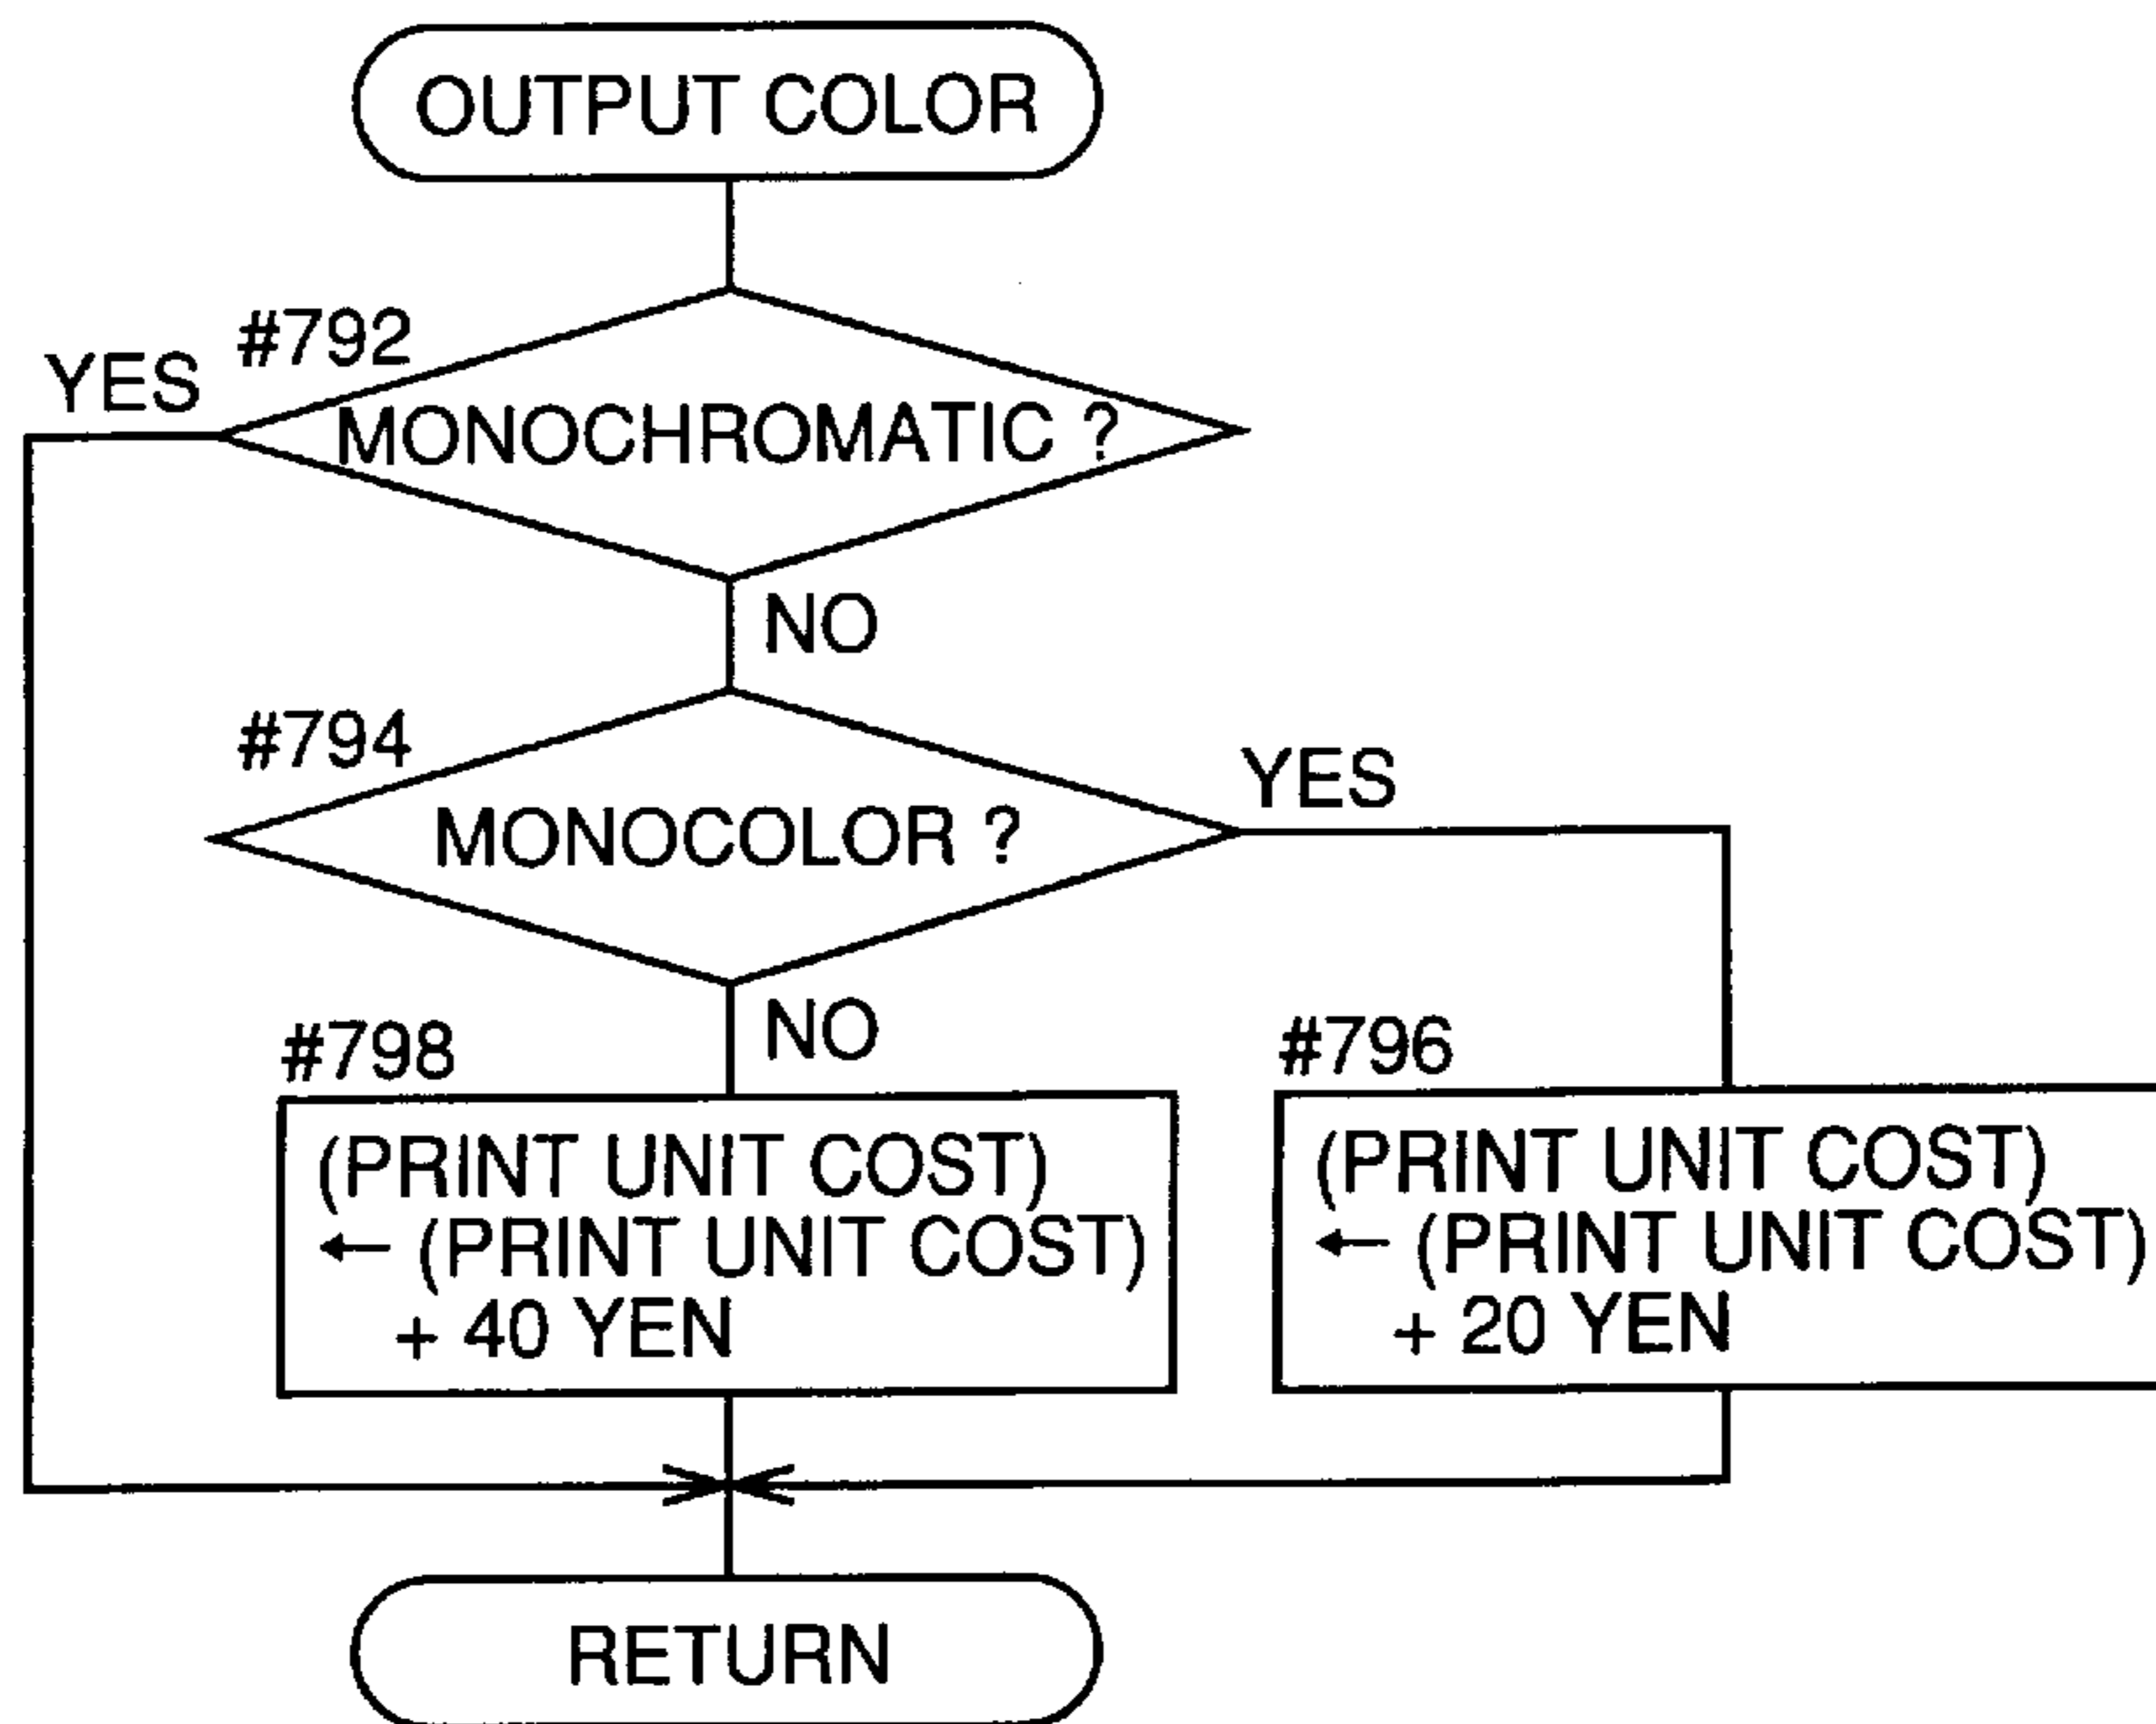 OUTPUT COLOR
#792
YES
MONOCHROMATIC ?
NO
#794
YES
MONOCOLOR ?
NO
#798
(PRINT UNIT COST)
← (PRINT UNIT COST)
+ 40 YEN
#796
(PRINT UNIT COST)
← (PRINT UNIT COST)
+ 20 YEN
RETURN